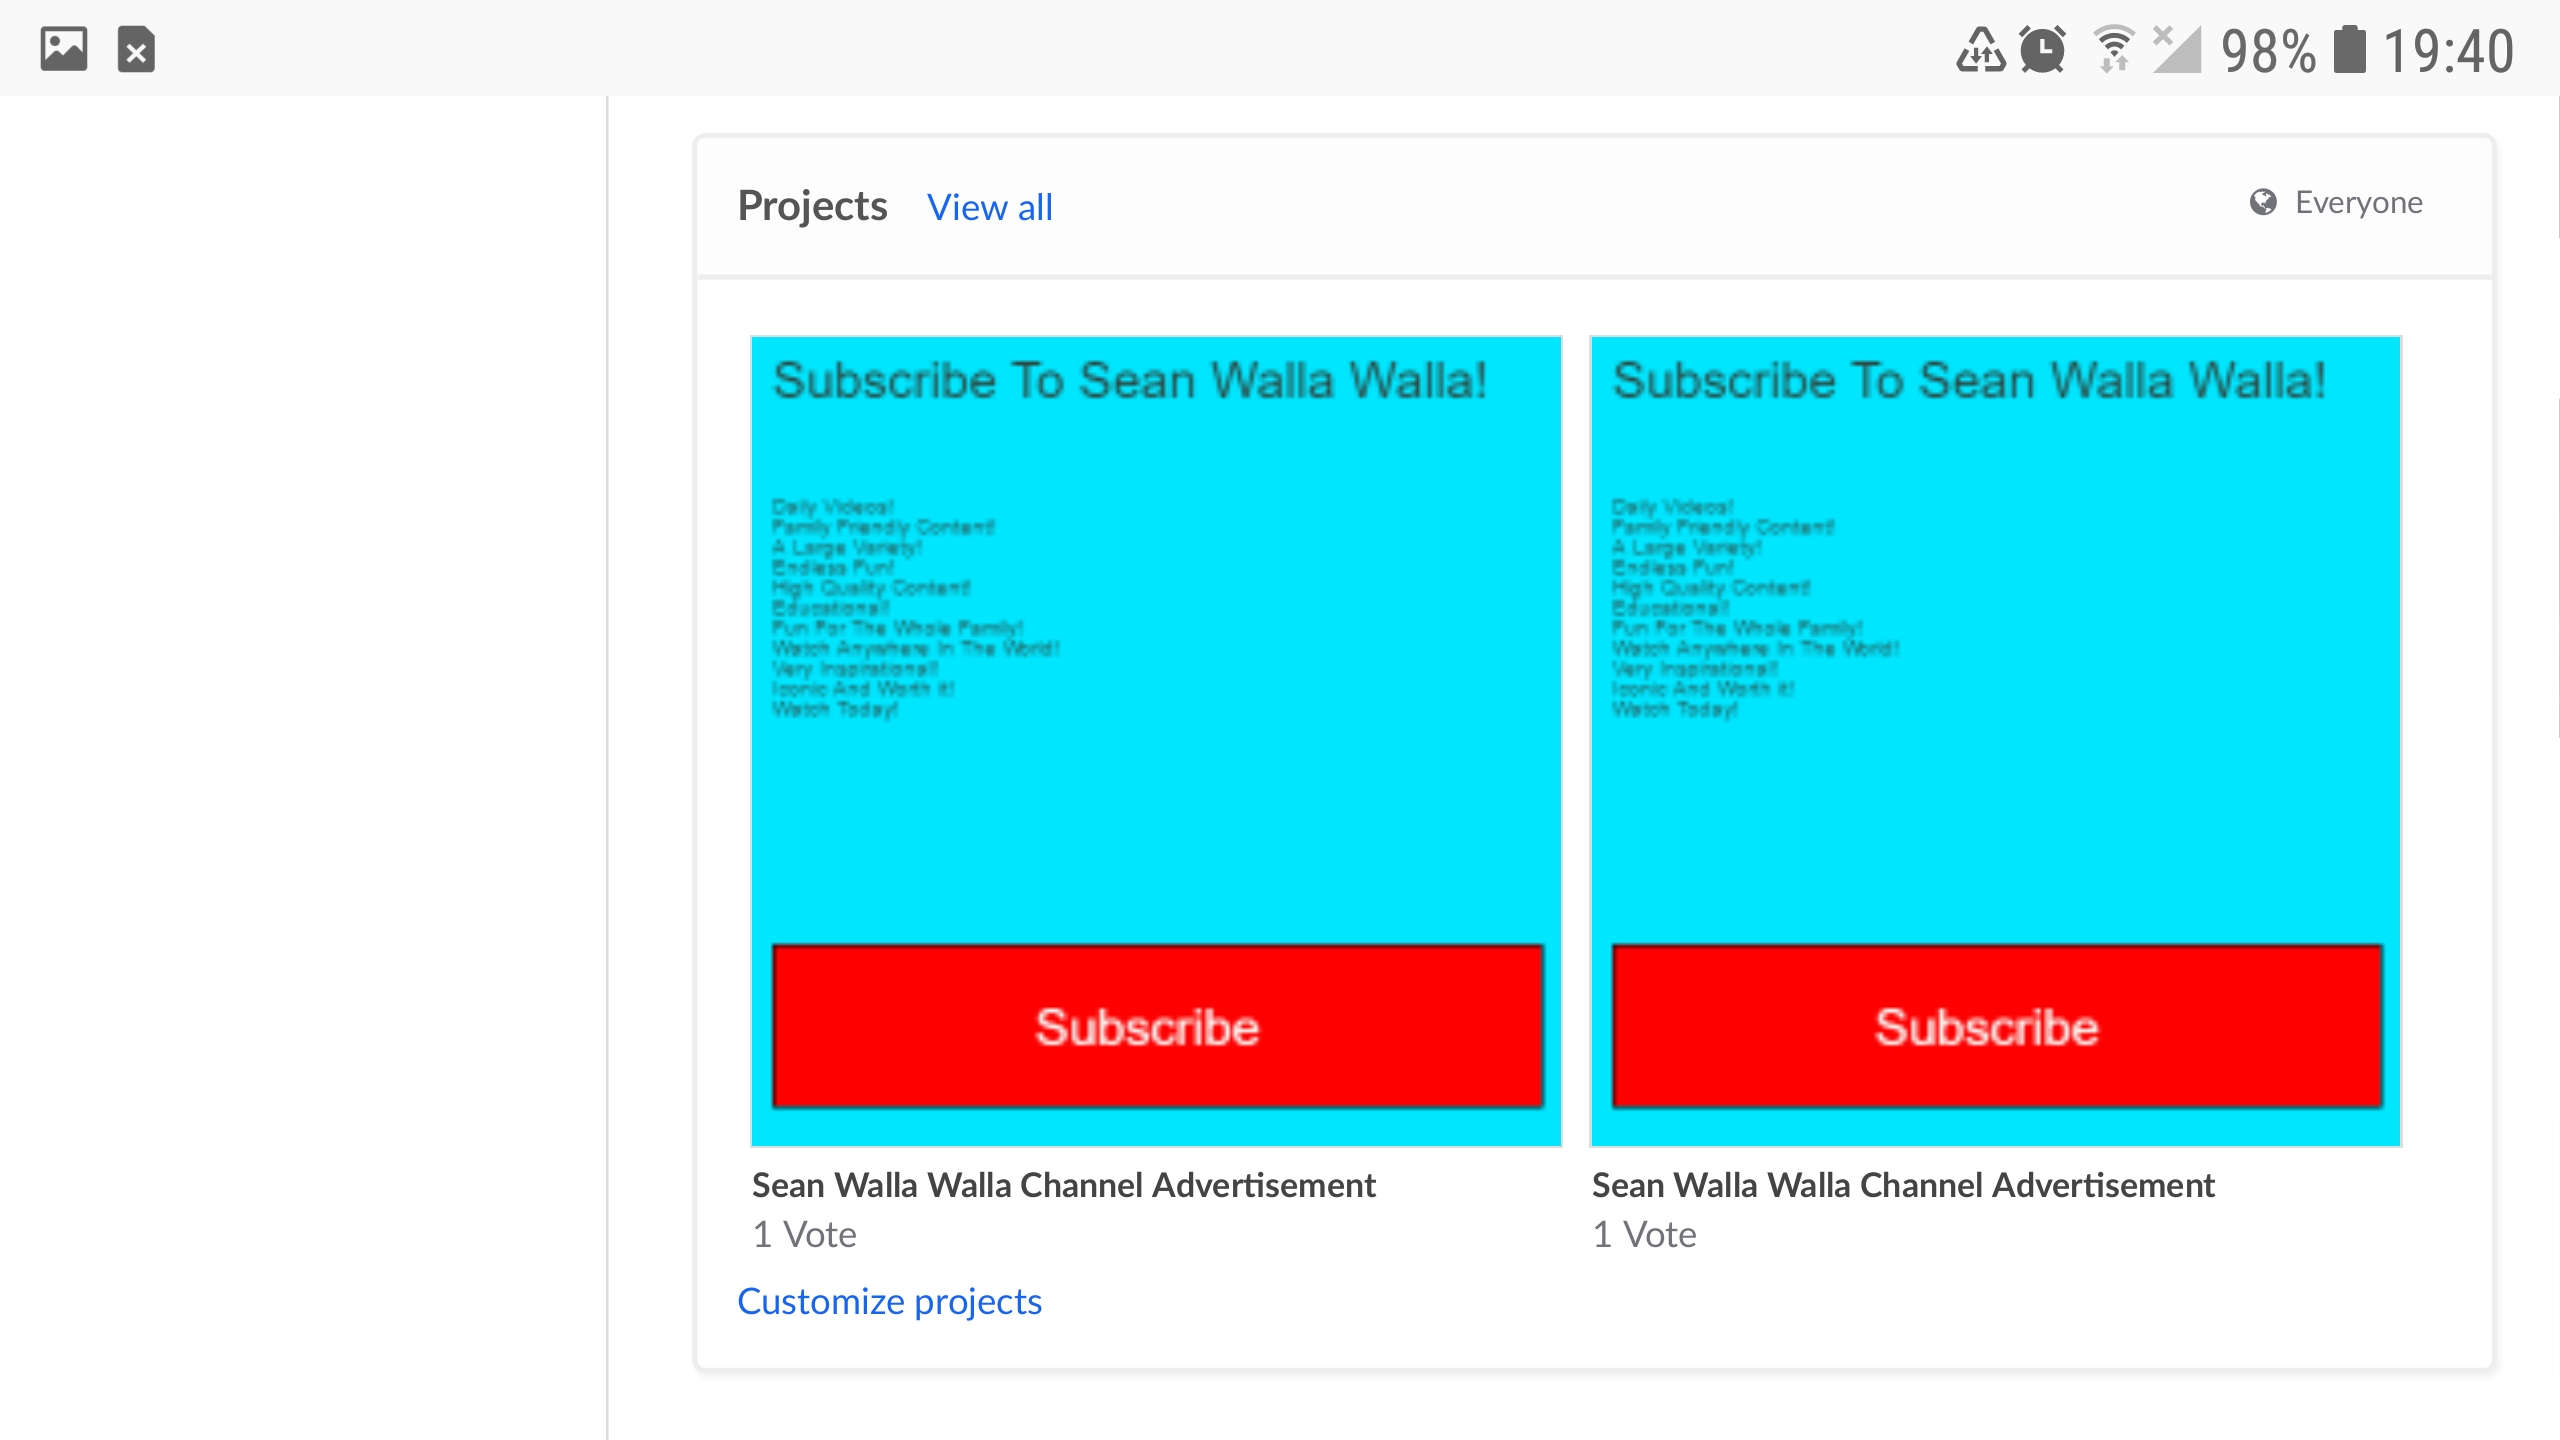 98% 19:40
Projects View all Everyone
Subscribe To Sean Walla Walla!
Daily Videos!
Family Friendly Content!
A Large Variety!
Endless Fun!
High Quality Content!
Educational!
Fun For The Whole Family!
Watch Anywhere In The World!
Very Inspirational!
Iconic And Worth It!
Watch Today!
Subscribe
Sean Walla Walla Channel Advertisement
1 Vote
Subscribe To Sean Walla Walla!
Daily Videos!
Family Friendly Content!
A Large Variety!
Endless Fun!
High Quality Content!
Educational!
Fun For The Whole Family!
Watch Anywhere In The World!
Very Inspirational!
Iconic And Worth It!
Watch Today!
Subscribe
Sean Walla Walla Channel Advertisement
1 Vote
Customize projects